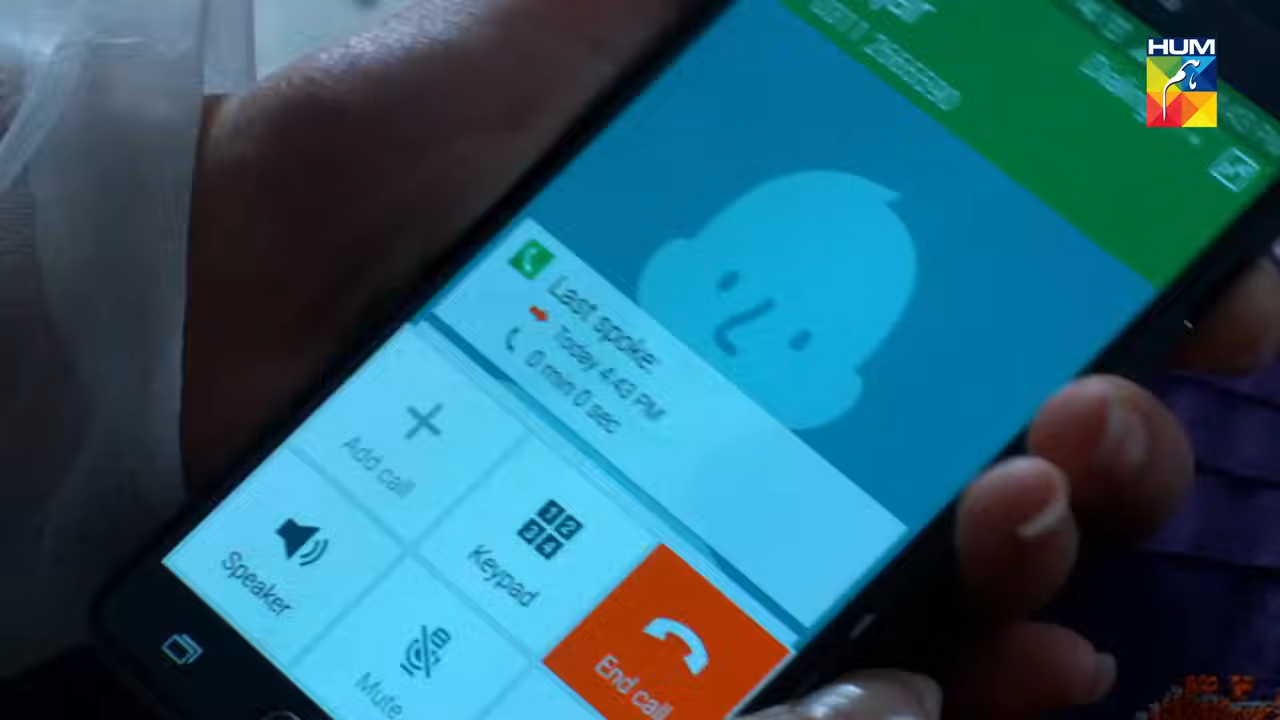 HUM
Last spoke:
Today 4:43 PM
0 min 0 sec
Add call
Keypad
End call
Speaker
Mute